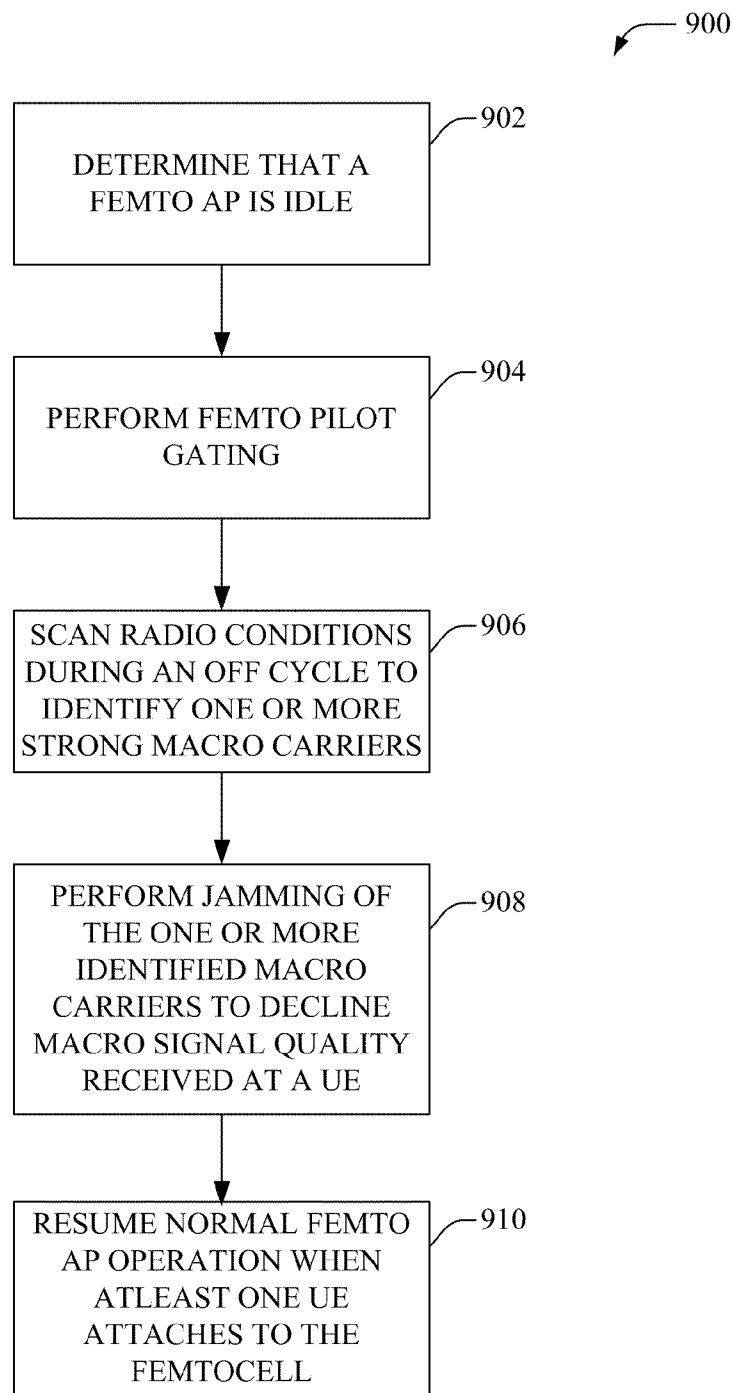 900
902
DETERMINE THAT A
FEMTO AP IS IDLE
904
PERFORM FEMTO PILOT
GATING
906
SCAN RADIO CONDITIONS
DURING AN OFF CYCLE TO
IDENTIFY ONE OR MORE
STRONG MACRO CARRIERS
908
PERFORM JAMMING OF
THE ONE OR MORE
IDENTIFIED MACRO
CARRIERS TO DECLINE
MACRO SIGNAL QUALITY
RECEIVED AT A UE
910
RESUME NORMAL FEMTO
AP OPERATION WHEN
ATLEAST ONE UE
ATTACHES TO THE
FEMTOCELL